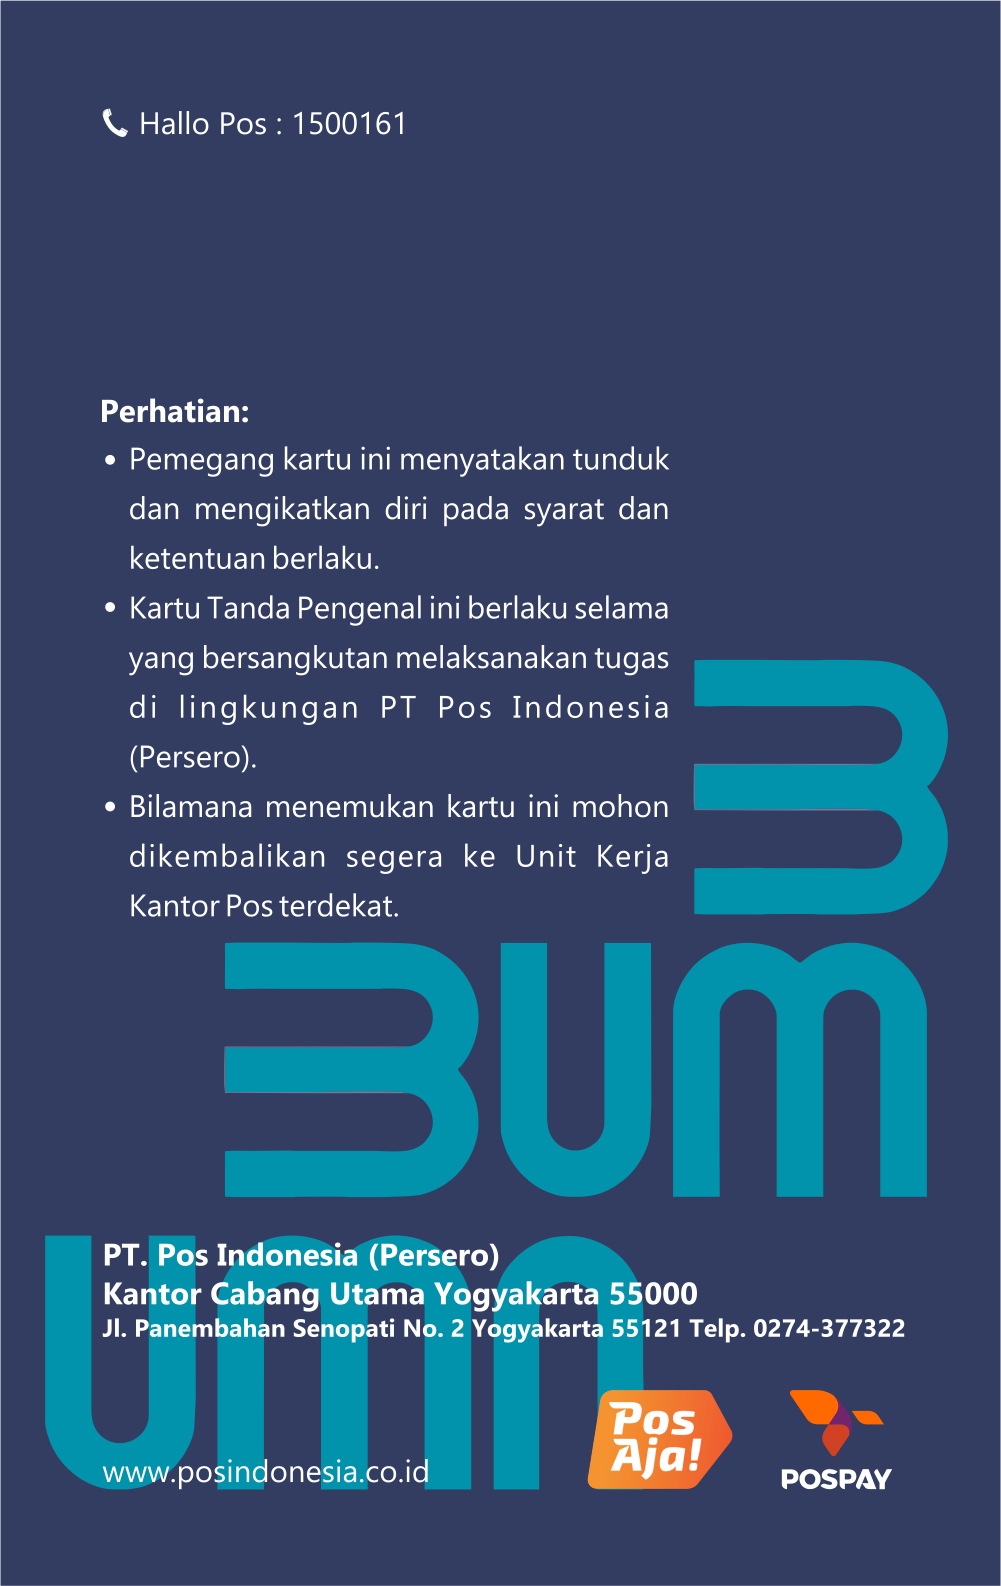 Hallo Pos : 1500161
Perhatian:
• Pemegang kartu ini menyatakan tunduk
dan mengikatkan diri pada syarat dan
ketentuan berlaku.
• Kartu Tanda Pengenal ini berlaku selama
yang bersangkutan melaksanakan tugas
di lingkungan PT Pos Indonesia
(Persero).
• Bilamana menemukan kartu ini mohon
dikembalikan segera ke Unit Kerja
Kantor Pos terdekat.
B
BUM
UMN
PT. Pos Indonesia (Persero)
Kantor Cabang Utama Yogyakarta 55000
Jl. Panembahan Senopati No. 2 Yogyakarta 55121 Telp. 0274-377322
www.posindonesia.co.id
Pos
Aja!
POSPAY